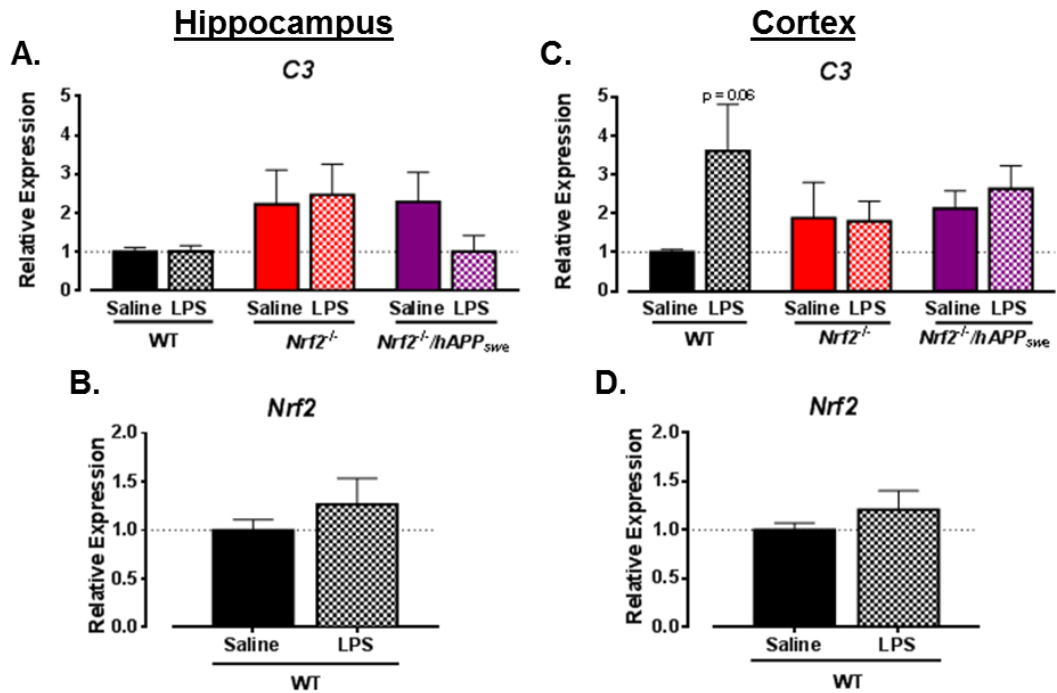 Hippocampus
A.
C3
Relative Expression
5
4
3
2
1
0
Saline LPS Saline LPS Saline LPS
WT Nrf2-/- Nrf2-/-/hAPPswe
B.
Nrf2
Relative Expression
2.0
1.5
1.0
0.5
0.0
Saline LPS
WT
Cortex
C.
C3
p = 0.06
Relative Expression
5
4
3
2
1
0
Saline LPS Saline LPS Saline LPS
WT Nrf2-/- Nrf2-/-/hAPPswe
D.
Nrf2
Relative Expression
2.0
1.5
1.0
0.5
0.0
Saline LPS
WT